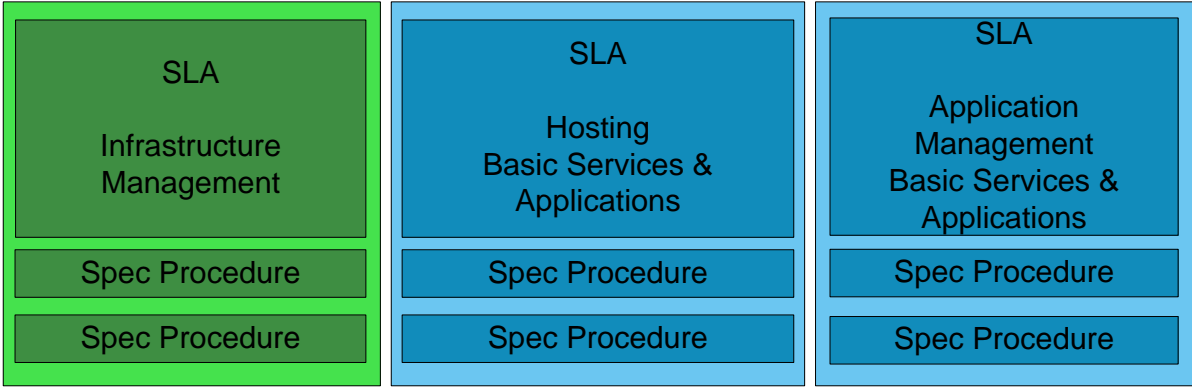 SLA
Infrastructure
Management
Spec Procedure
Spec Procedure
SLA
Hosting
Basic Services &
Applications
Spec Procedure
Spec Procedure
SLA
Application
Management
Basic Services &
Applications
Spec Procedure
Spec Procedure